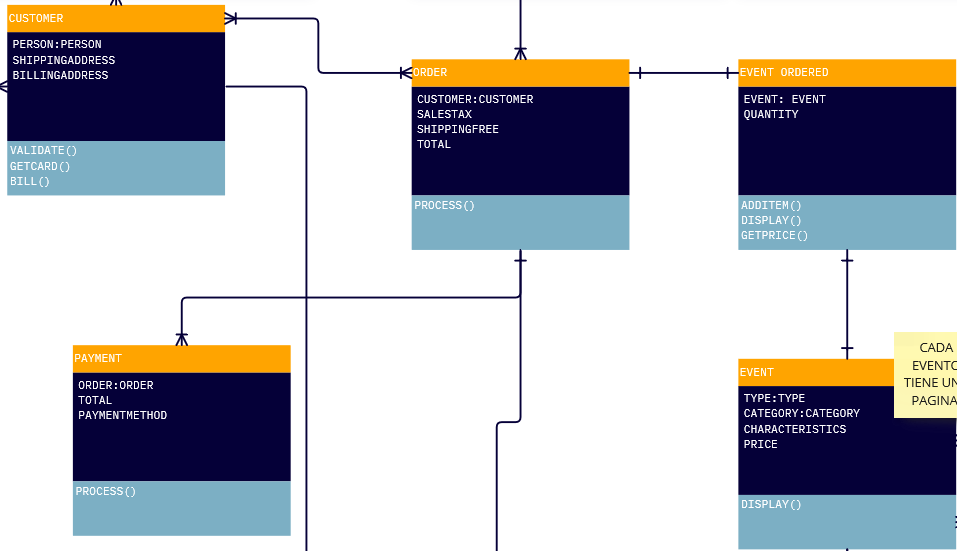 CUSTOMER
PERSON:PERSON
SHIPPINGADDRESS
BILLINGADDRESS
VALIDATE()
GETCARD()
BILL()
ORDER
CUSTOMER:CUSTOMER
SALESTAX
SHIPPINGFREE
TOTAL
PROCESS()
EVENT ORDERED
EVENT: EVENT
QUANTITY
ADDITEM()
DISPLAY()
GETPRICE()
PAYMENT
ORDER:ORDER
TOTAL
PAYMENTMETHOD
PROCESS()
EVENT
TYPE:TYPE
CATEGORY:CATEGORY
CHARACTERISTICS
PRICE
DISPLAY()
CADA
EVENTO
TIENE UN
PAGINA